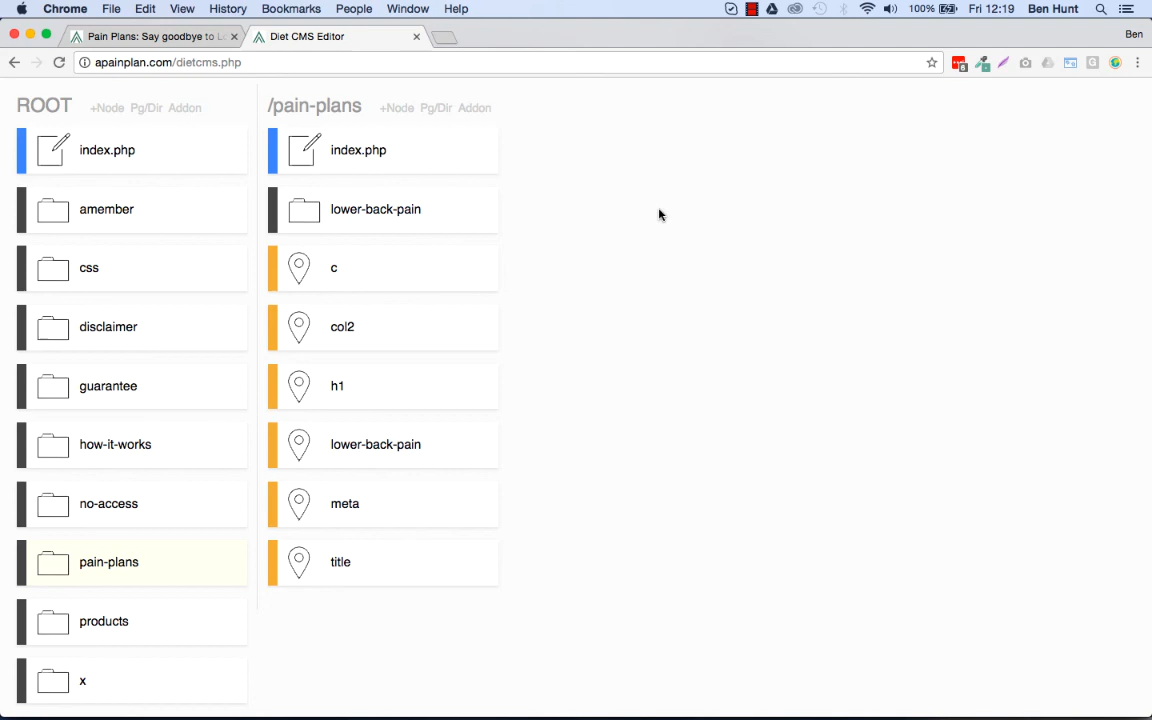 Chrome File Edit View History Bookmarks People Window Help 100% Fri 12:19 Ben Hunt
Pain Plans: Say goodbye to Lo Diet CMS Editor Ben
apainplan.com/dietcms.php
ROOT +Node Pg/Dir Addon
index.php
amember
css
disclaimer
guarantee
how-it-works
no-access
pain-plans
products
x
/pain-plans +Node Pg/Dir Addon
index.php
lower-back-pain
c
col2
h1
lower-back-pain
meta
title